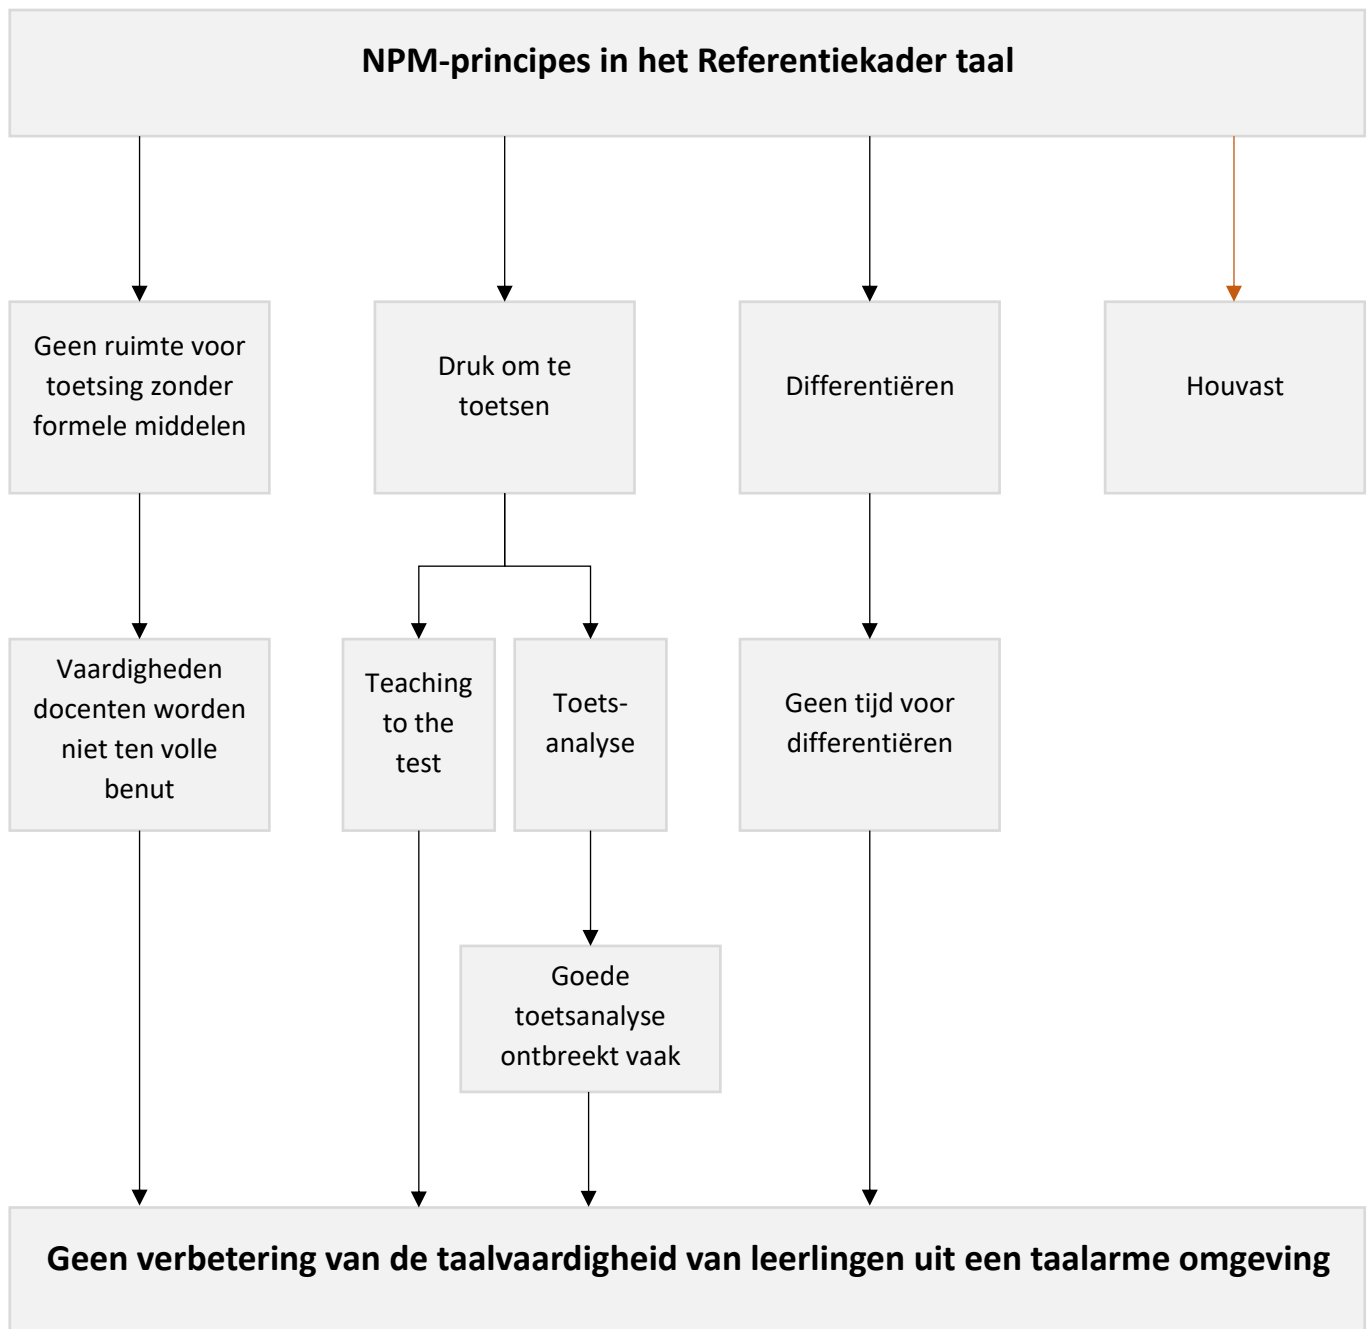 NPM-principes in het Referentiekader taal
Geen ruimte voor
toetsing zonder
formele middelen
Druk om te
toetsen
Differentiëren
Houvast
Vaardigheden
docenten worden
niet ten volle
benut
Teaching
to the
test
Toets-
analyse
Geen tijd voor
differentiëren
Goede
toetsanalyse
ontbreekt vaak
Geen verbetering van de taalvaardigheid van leerlingen uit een taalarme omgeving